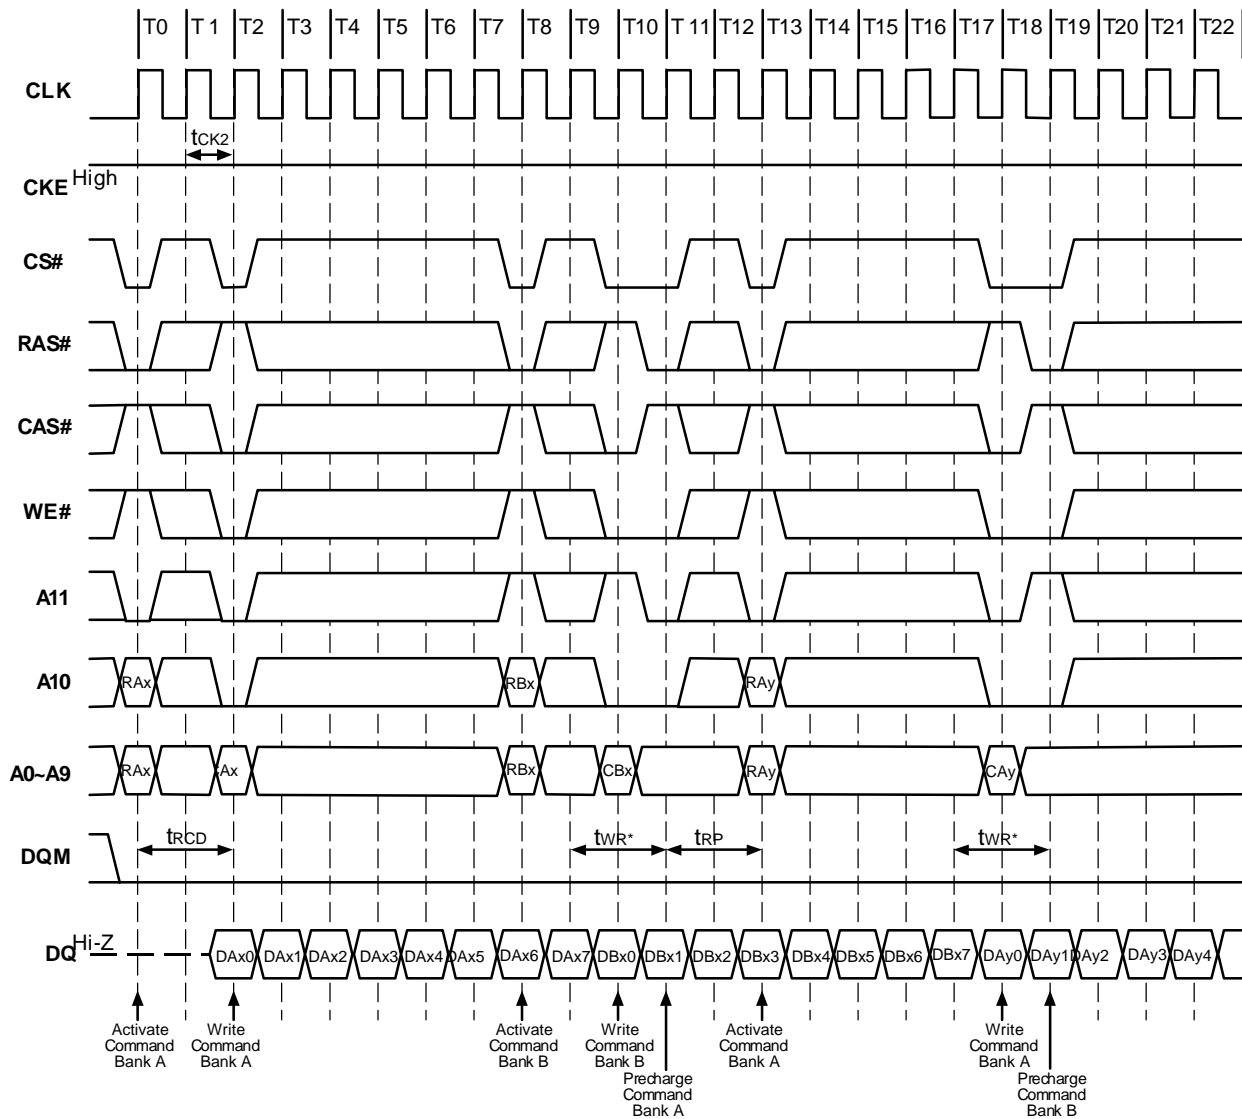 T0 T 1 T2 T3 T4 T5 T6 T7 T8 T9 T10 T 11 T12 T13 T14 T15 T16 T17 T18 T19 T20 T21 T22
CLK
tCK2
CKE High
CS#
RAS#
CAS#
WE#
A11
A10 RAx RBx RAy
A0~A9 RAx CAx RBx CBx RAy CAy
DQM tRCD tWR* tRP tWR*
DQ Hi-Z DAx0 DAx1 DAx2 DAx3 DAx4 DAx5 DAx6 DAx7 DBx0 DBx1 DBx2 DBx3 DBx4 DBx5 DBx6 DBx7 DAy0 DAy1 DAy2 DAy3 DAy4
Activate
Command
Bank A
Write
Command
Bank A
Activate
Command
Bank B
Write
Command
Bank B
Precharge
Command
Bank A
Activate
Command
Bank A
Write
Command
Bank A
Precharge
Command
Bank B